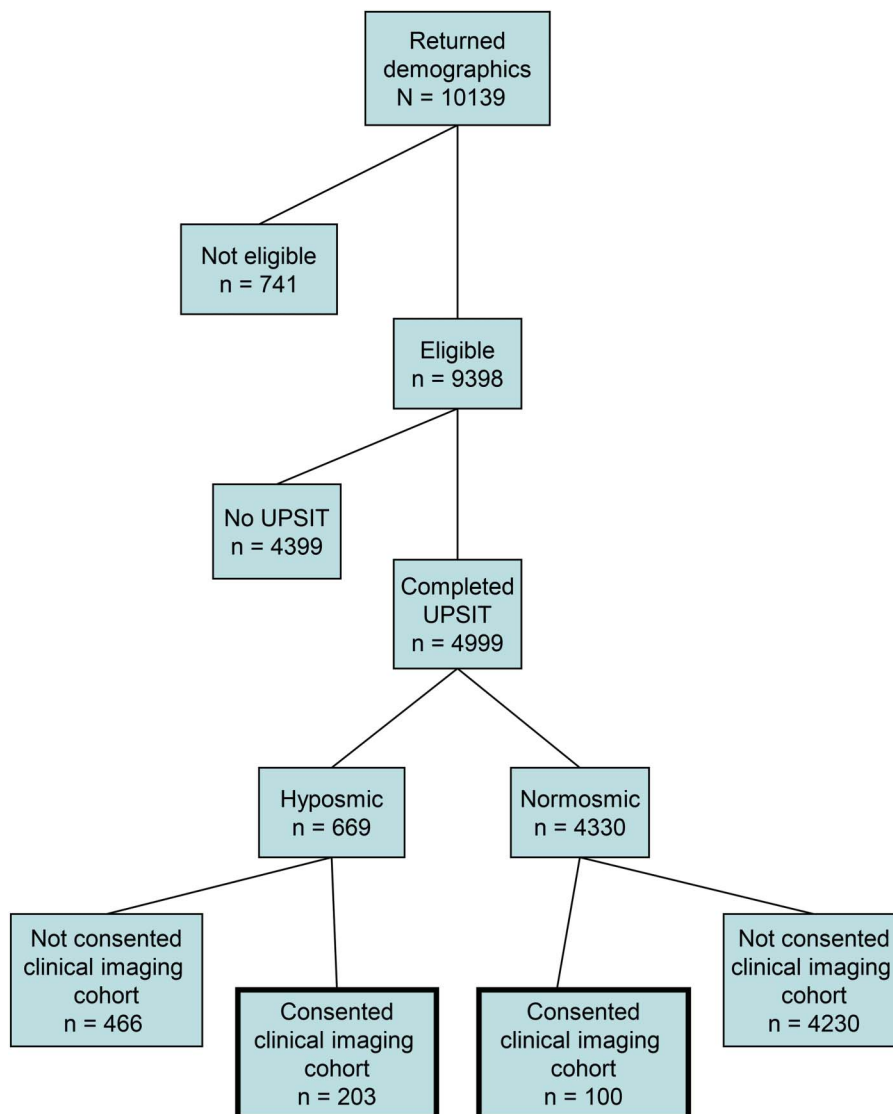 Returned
demographics
N = 10139
Not eligible
n = 741
Eligible
n = 9398
No UPSIT
n = 4399
Completed
UPSIT
n = 4999
Hyposmic
n = 669
Normosmic
n = 4330
Not consented
clinical imaging
cohort
n = 466
Consented
clinical imaging
cohort
n = 203
Consented
clinical imaging
cohort
n = 100
Not consented
clinical imaging
cohort
n = 4230